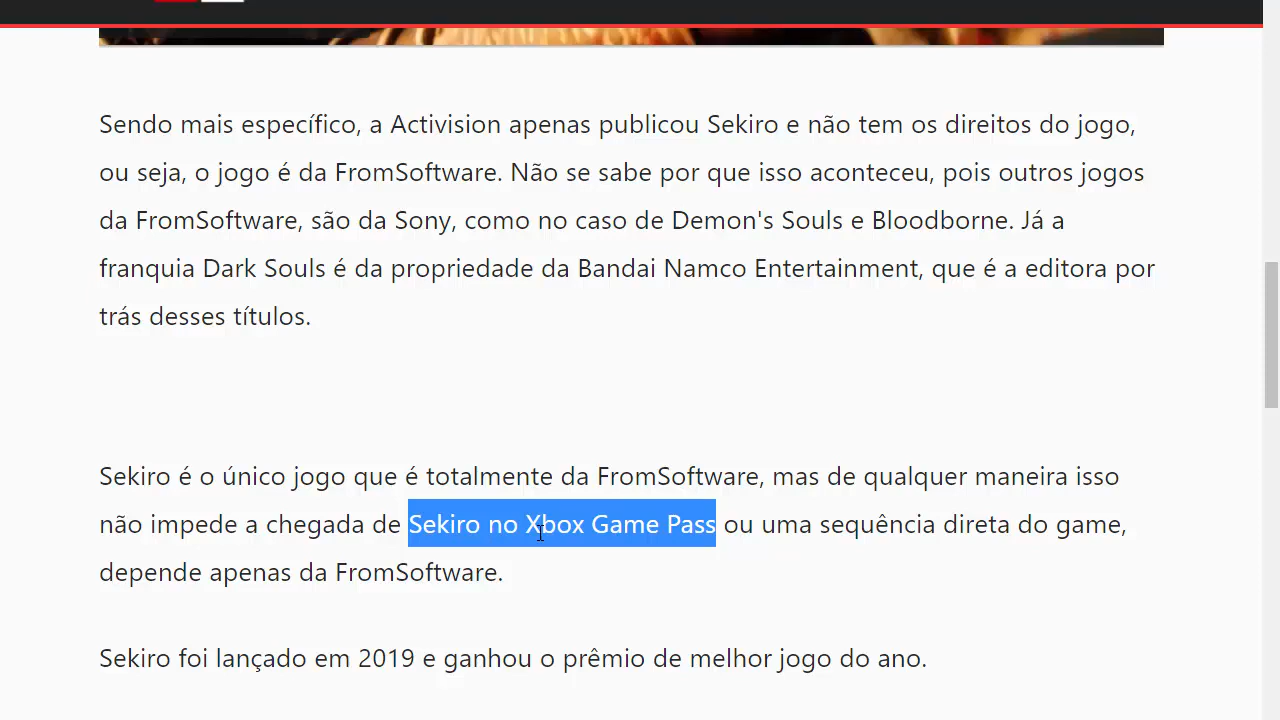 Sendo mais específico, a Activision apenas publicou Sekiro e não tem os direitos do jogo,
ou seja, o jogo é da FromSoftware. Não se sabe por que isso aconteceu, pois outros jogos
da FromSoftware, são da Sony, como no caso de Demon's Souls e Bloodborne. Já a
franquia Dark Souls é da propriedade da Bandai Namco Entertainment, que é a editora por
trás desses títulos.
Sekiro é o único jogo que é totalmente da FromSoftware, mas de qualquer maneira isso
não impede a chegada de Sekiro no Xbox Game Pass ou uma sequência direta do game,
depende apenas da FromSoftware.
Sekiro foi lançado em 2019 e ganhou o prêmio de melhor jogo do ano.